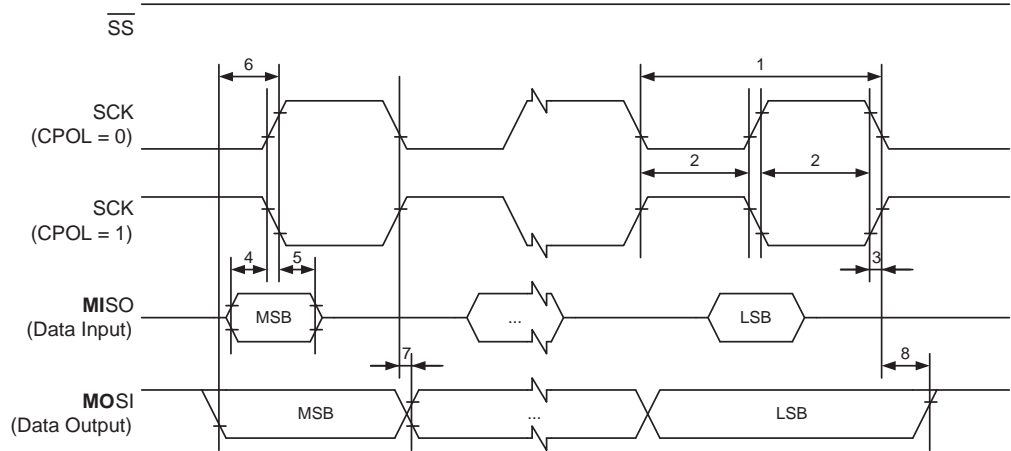 SS
6
1
SCK
(CPOL = 0)
2
2
SCK
(CPOL = 1)
4
5
3
MISO
(Data Input)
MSB
...
LSB
7
8
MOSI
(Data Output)
MSB
...
LSB